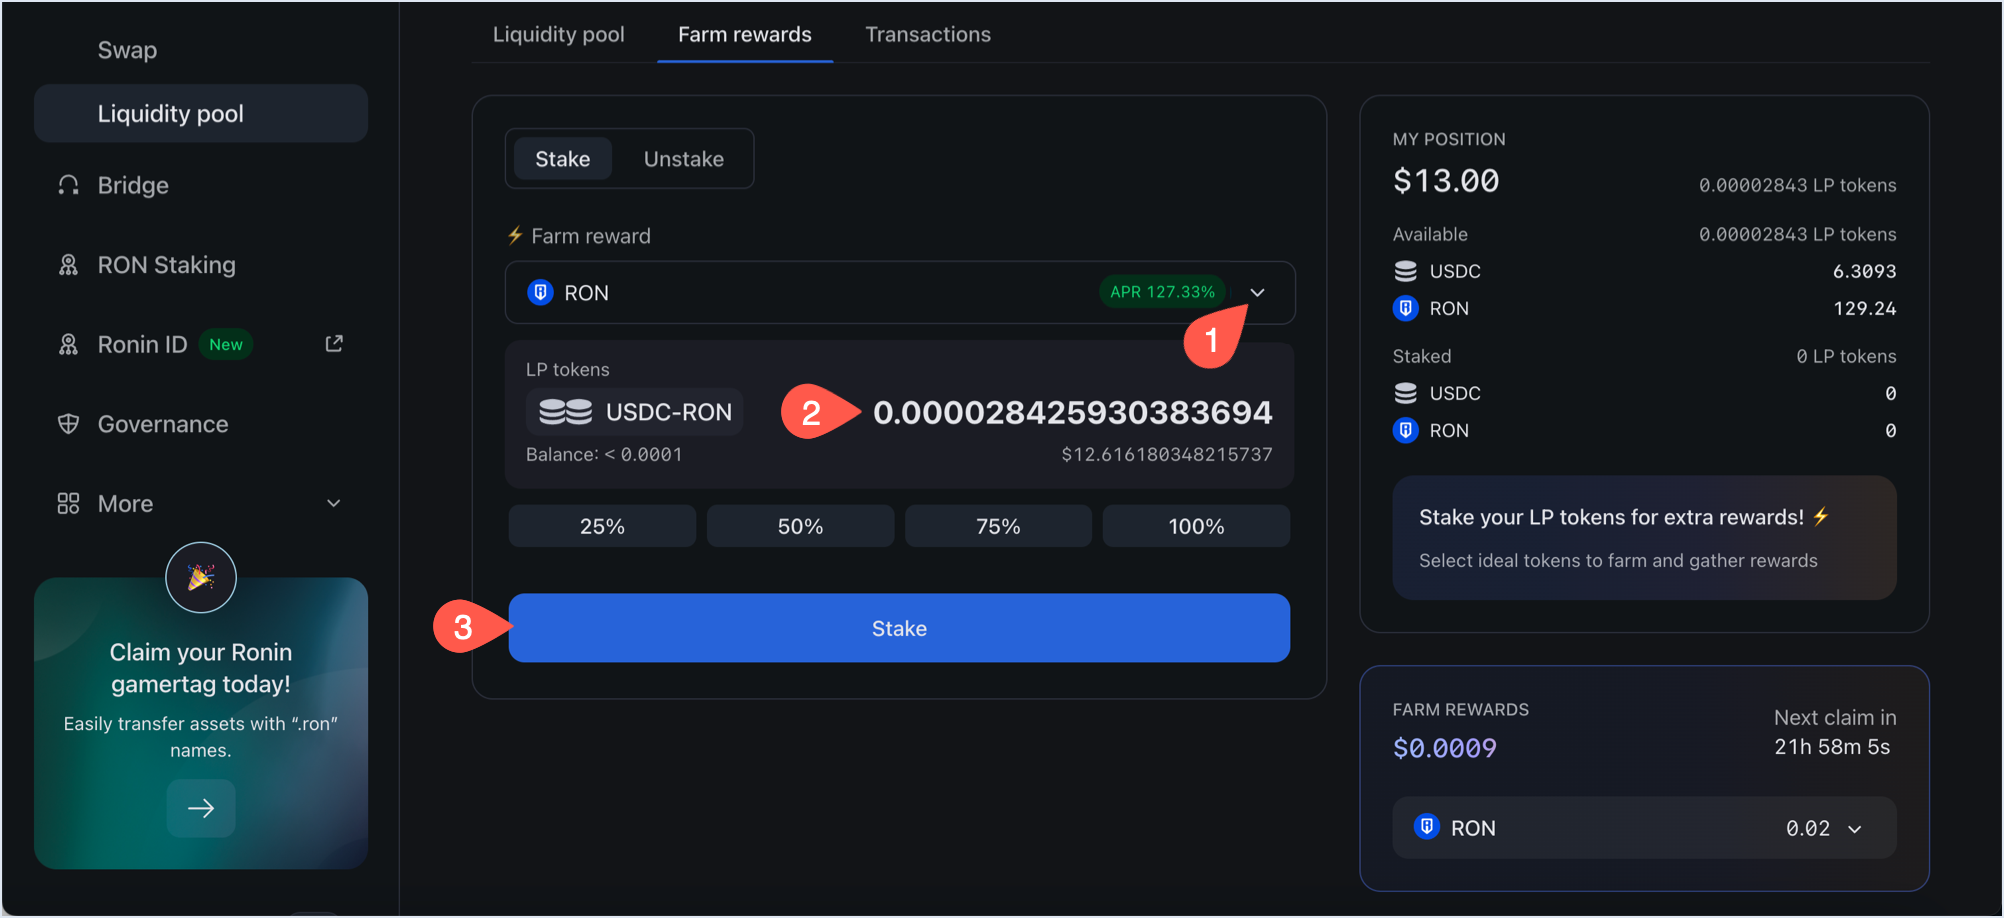 Swap
Liquidity pool
Bridge
RON Staking
Ronin ID New
Governance
More
Claim your Ronin
gamertag today!
Easily transfer assets with “.ron”
names.
Liquidity pool Farm rewards Transactions
Stake Unstake
Farm reward
RON APR 127.33%
1
LP tokens
USDC-RON 2 0.000028425930383694
Balance: < 0.0001 $12.616180348215737
25% 50% 75% 100%
3 Stake
MY POSITION
$13.00 0.00002843 LP tokens
Available 0.00002843 LP tokens
USDC 6.3093
RON 129.24
Staked 0 LP tokens
USDC 0
RON 0
Stake your LP tokens for extra rewards!
Select ideal tokens to farm and gather rewards
FARM REWARDS Next claim in
$0.0009 21h 58m 5s
RON 0.02